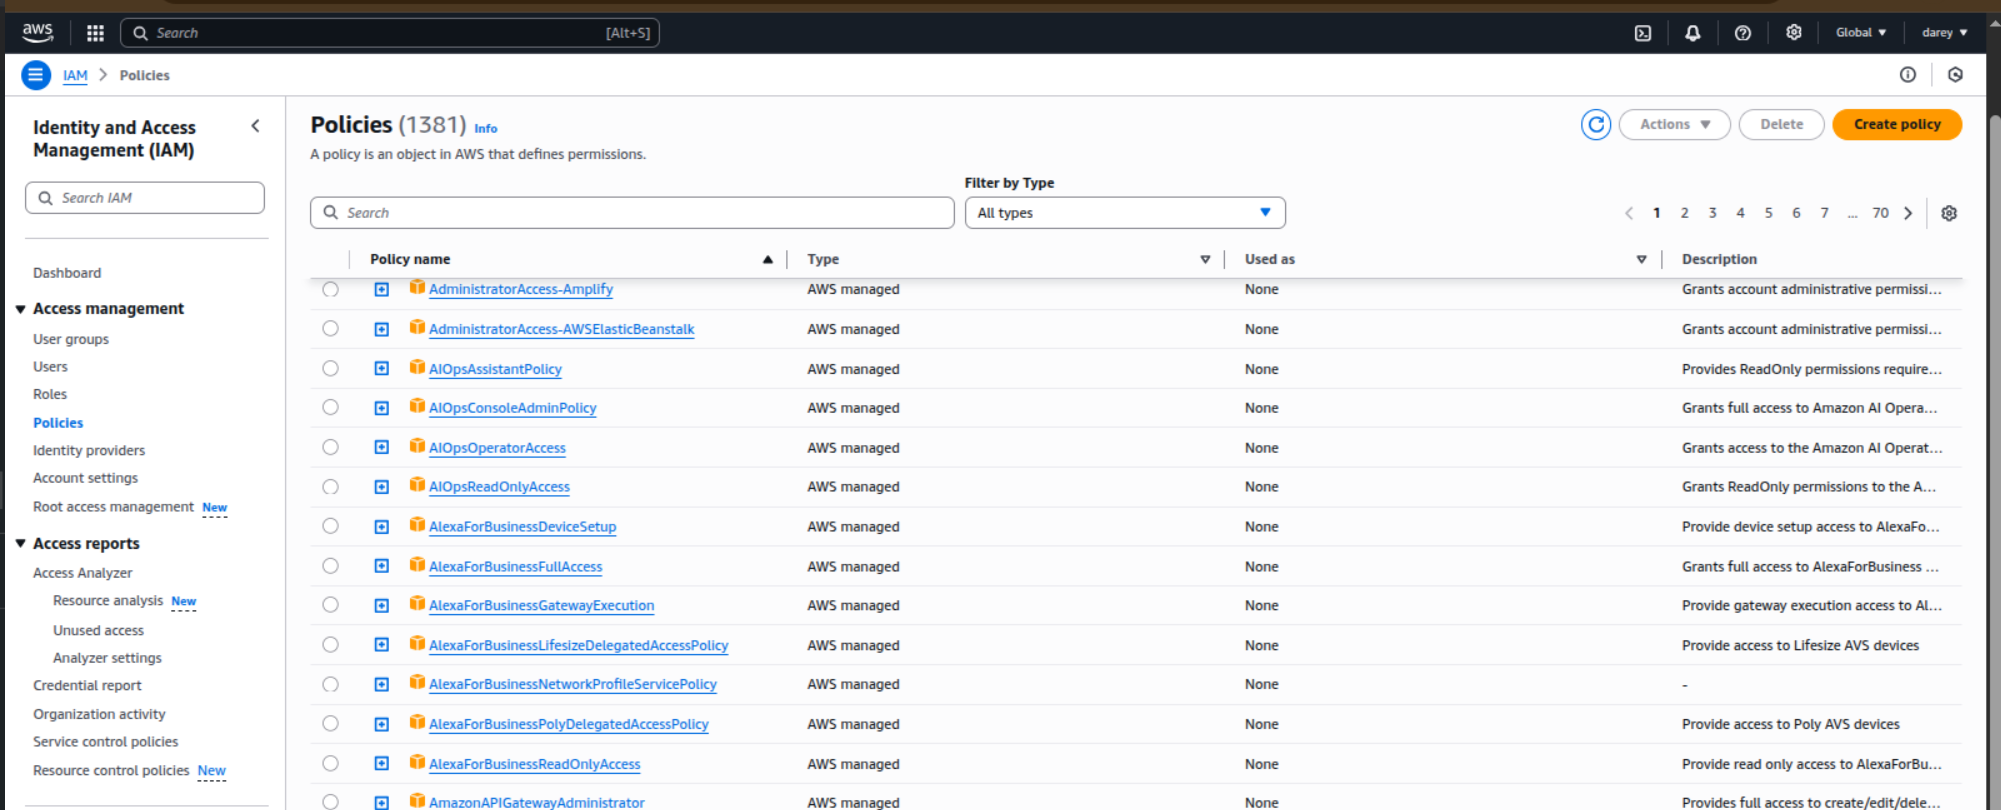 aws
Search [Alt+S]
Global
darey
IAM > Policies
Identity and Access Management (IAM)
Search IAM
Dashboard
Access management
User groups
Users
Roles
Policies
Identity providers
Account settings
Root access management New
Access reports
Access Analyzer
Resource analysis New
Unused access
Analyzer settings
Credential report
Organization activity
Service control policies
Resource control policies New
Policies (1381) Info
A policy is an object in AWS that defines permissions.
Actions
Delete
Create policy
Filter by Type
Search
All types
1 2 3 4 5 6 7 ... 70
Policy name Type Used as Description
AdministratorAccess-Amplify AWS managed None Grants account administrative permissi...
AdministratorAccess-AWSElasticBeanstalk AWS managed None Grants account administrative permissi...
AIOpsAssistantPolicy AWS managed None Provides ReadOnly permissions require...
AIOpsConsoleAdminPolicy AWS managed None Grants full access to Amazon AI Opera...
AIOpsOperatorAccess AWS managed None Grants access to the Amazon AI Operat...
AIOpsReadOnlyAccess AWS managed None Grants ReadOnly permissions to the A...
AlexaForBusinessDeviceSetup AWS managed None Provide device setup access to AlexaFo...
AlexaForBusinessFullAccess AWS managed None Grants full access to AlexaForBusiness ...
AlexaForBusinessGatewayExecution AWS managed None Provide gateway execution access to Al...
AlexaForBusinessLifesizeDelegatedAccessPolicy AWS managed None Provide access to Lifesize AVS devices
AlexaForBusinessNetworkProfileServicePolicy AWS managed None -
AlexaForBusinessPolyDelegatedAccessPolicy AWS managed None Provide access to Poly AVS devices
AlexaForBusinessReadOnlyAccess AWS managed None Provide read only access to AlexaForBu...
AmazonAPIGatewayAdministrator AWS managed None Provides full access to create/edit/dele...